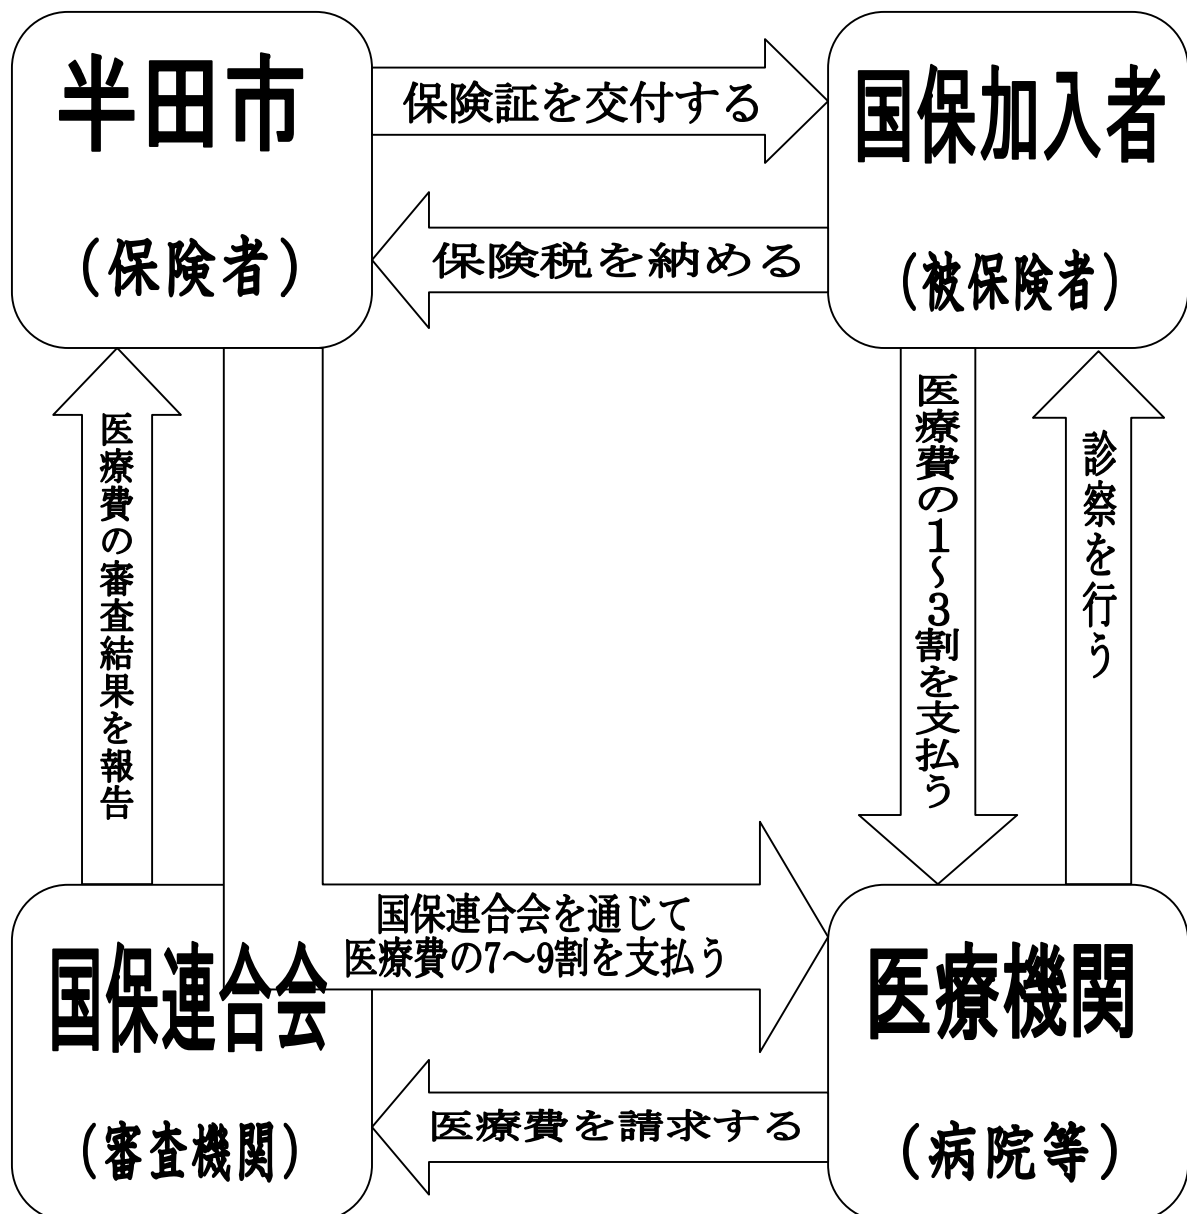 半田市
(保険者)
保険証を交付する
保険税を納める
国保加入者
(被保険者)
医療費の審査結果を報告
医療費の1～3割を支払う
診察を行う
国保連合会を通じて
医療費の7～9割を支払う
国保連合会
(審査機関)
医療費を請求する
医療機関
(病院等)